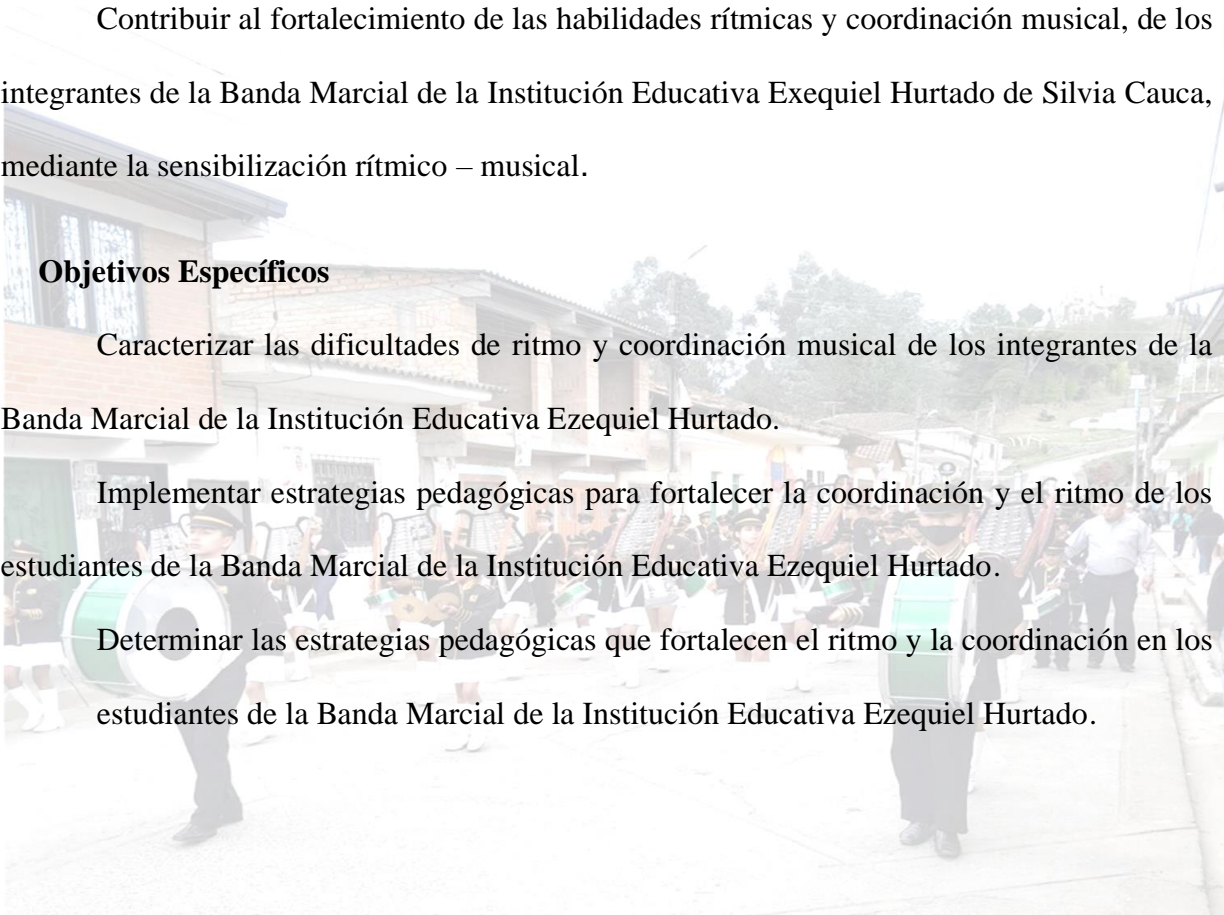 Contribuir al fortalecimiento de las habilidades rítmicas y coordinación musical, de los
integrantes de la Banda Marcial de la Institución Educativa Exequiel Hurtado de Silvia Cauca,
mediante la sensibilización rítmico – musical.
Objetivos Específicos
Caracterizar las dificultades de ritmo y coordinación musical de los integrantes de la
Banda Marcial de la Institución Educativa Ezequiel Hurtado.
Implementar estrategias pedagógicas para fortalecer la coordinación y el ritmo de los
estudiantes de la Banda Marcial de la Institución Educativa Ezequiel Hurtado.
Determinar las estrategias pedagógicas que fortalecen el ritmo y la coordinación en los
estudiantes de la Banda Marcial de la Institución Educativa Ezequiel Hurtado.